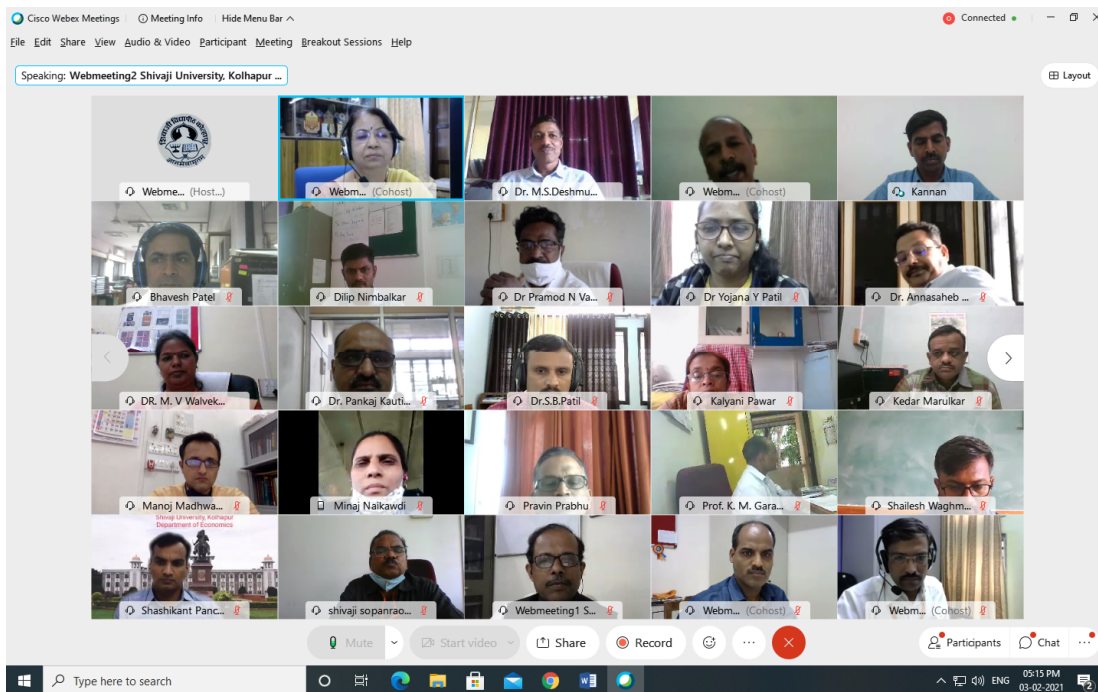 Cisco Webex Meetings
Meeting Info
Hide Menu Bar
Connected
File Edit Share View Audio & Video Participant Meeting Breakout Sessions Help
Speaking: Webmeeting2 Shivaji University, Kolhapur ...
Layout
Webme... (Host...)
Webm... (Cohost)
Dr. M.S.Deshmu...
Webm... (Cohost)
Kannan
Bhavesh Patel
Dilip Nimbalkar
Dr Pramod N Va...
Dr Yojana Y Patil
Dr. Annasaheb ...
DR. M. V Walvek...
Dr. Pankaj Kauti...
Dr.S.B.Patil
Kalyani Pawar
Kedar Marulkar
Manoj Madhwa...
Minaj Naikawdi
Pravin Prabhu
Prof. K. M. Gara...
Shailesh Waghm...
Shivaji University, Kolhapur
Department of Economics
Shashikant Panc...
shivaji sopanrao...
Webmeeting1 S...
Webm... (Cohost)
Webm... (Cohost)
Mute
Start video
Share
Record
Participants
Chat
Type here to search
ENG
05:15 PM
03-02-2021
2